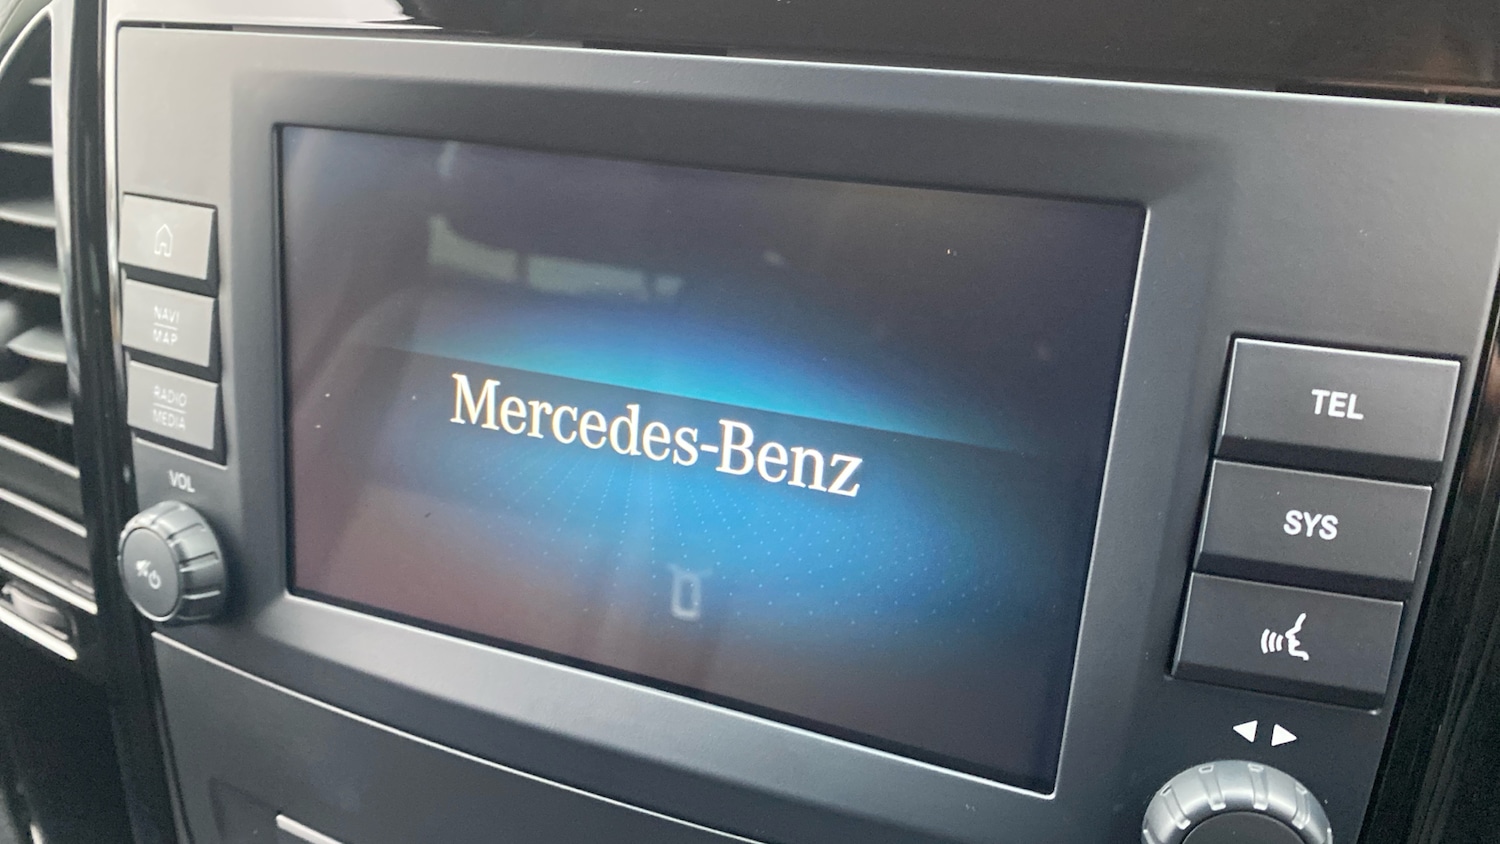 NAVI
MAP
RADIO
MEDIA
VOL
Mercedes-Benz
TEL
SYS